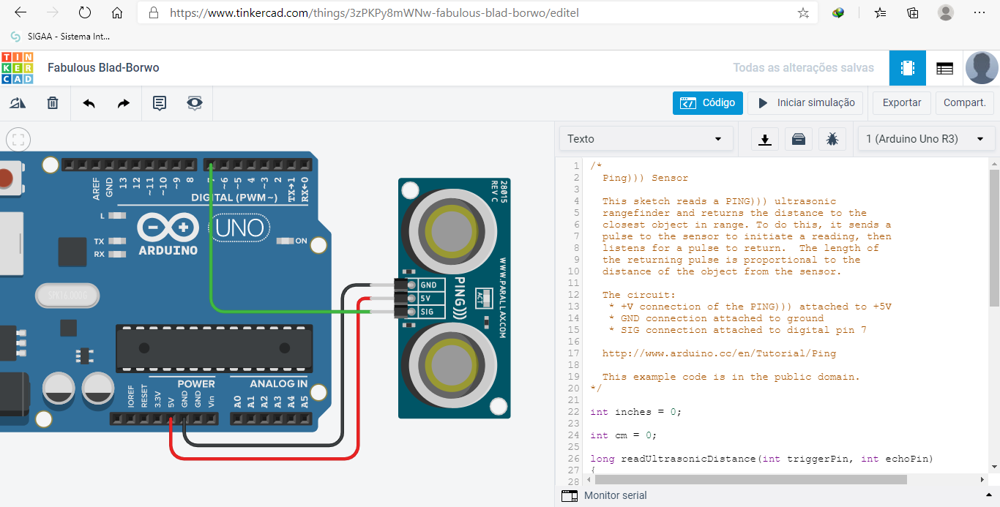 https://www.tinkercad.com/things/3zPKPy8mWNw-fabulous-blad-borwo/editel
SIGAA - Sistema Int...
TIN
KER
CAD
Fabulous Blad-Borwo
Todas as alterações salvas
Código
Iniciar simulação
Exportar
Compart.
Texto
1 (Arduino Uno R3)
AREF
GND
13
12
~11
~10
~9
8
7
~6
~5
4
~3
2
TX→1
RX←0
DIGITAL (PWM~)
L
TX
RX
ARDUINO
UNO
ON
SPK16.000G
POWER
ANALOG IN
IOREF
RESET
3.3V
5V
GND
GND
Vin
A0
A1
A2
A3
A4
A5
28015
REV C
WWW.PARALLAX.COM
PING)))
ACT
GND
5V
SIG
1 /*
2 Ping))) Sensor
3
4 This sketch reads a PING))) ultrasonic
5 rangefinder and returns the distance to the
6 closest object in range. To do this, it sends a
7 pulse to the sensor to initiate a reading, then
8 listens for a pulse to return.  The length of
9 the returning pulse is proportional to the
10 distance of the object from the sensor.
11
12 The circuit:
13 * +V connection of the PING))) attached to +5V
14 * GND connection attached to ground
15 * SIG connection attached to digital pin 7
16
17 http://www.arduino.cc/en/Tutorial/Ping
18
19 This example code is in the public domain.
20 */
21
22 int inches = 0;
23
24 int cm = 0;
25
26 long readUltrasonicDistance(int triggerPin, int echoPin)
27 {
28
Monitor serial